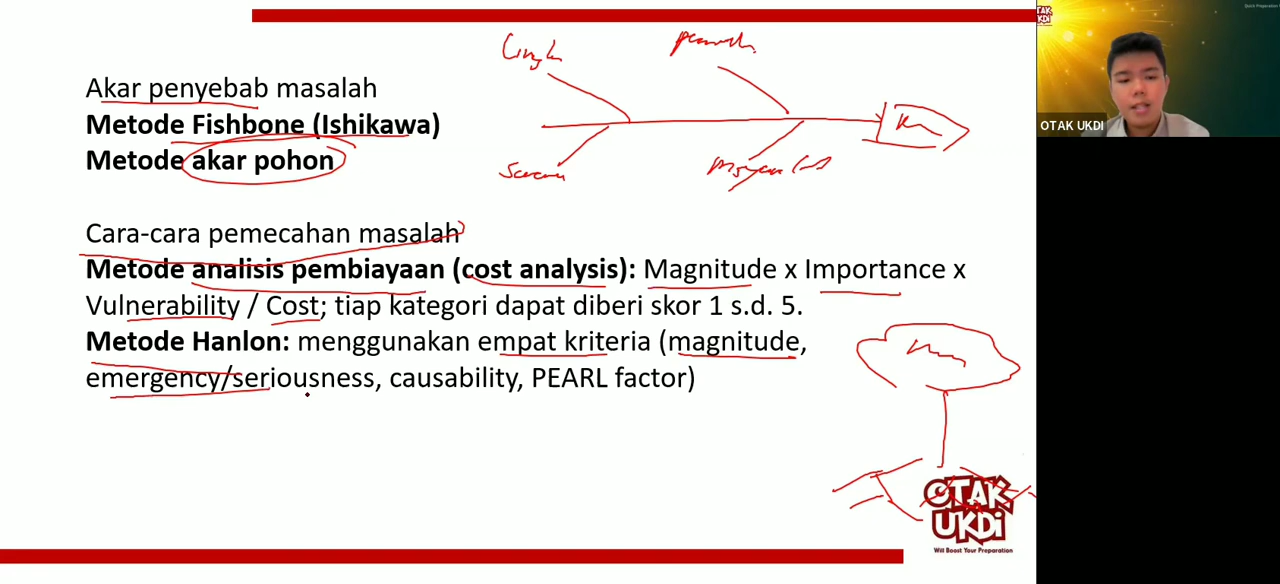 Akar penyebab masalah
Metode Fishbone (Ishikawa)
Metode akar pohon
Cara-cara pemecahan masalah
Metode analisis pembiayaan (cost analysis): Magnitude x Importance x
Vulnerability / Cost; tiap kategori dapat diberi skor 1 s.d. 5.
Metode Hanlon: menggunakan empat kriteria (magnitude,
emergency/seriousness, causability, PEARL factor)
OTAK
UKDi
Will Boost Your Preparation
OTAK
UKDI
OTAK UKDI